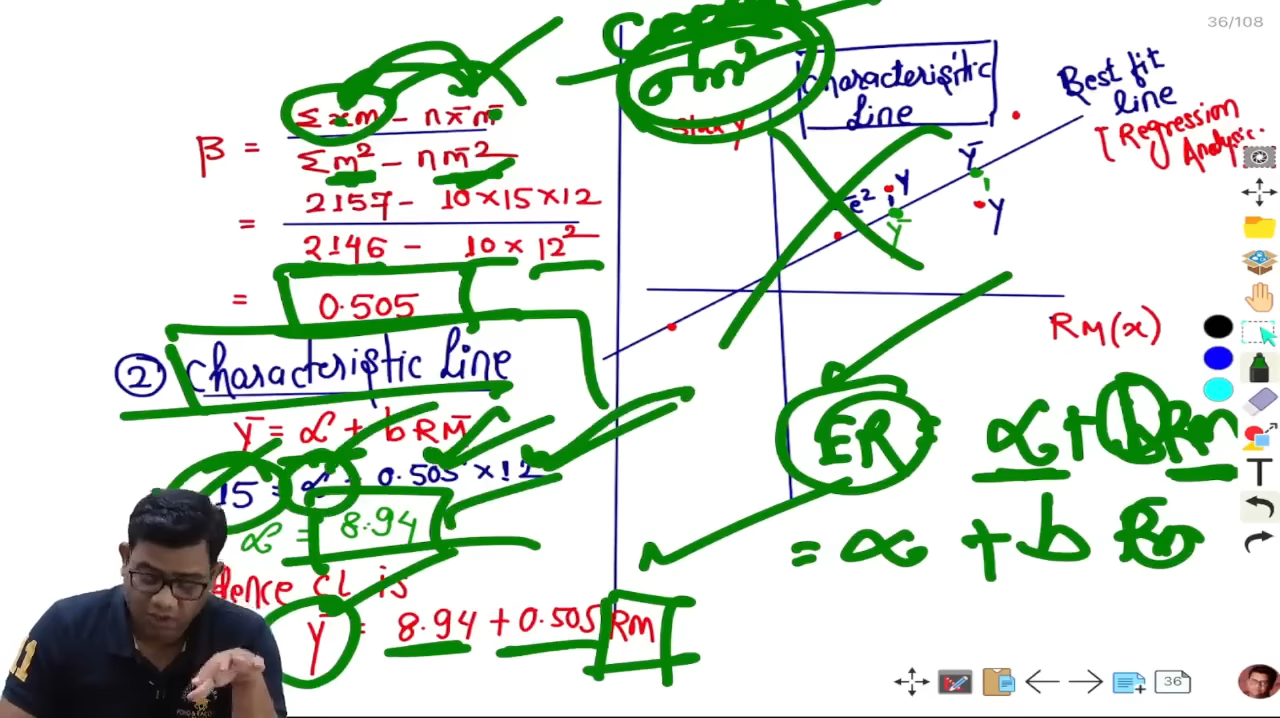 36/108
β = Σxm - nx̄m̄
Σm² - nm̄²
= 2157 - 10×15×12
2146 - 10×12²
= 0.505
② Characteristic Line
ȳ = α + b RM̄
15 = α + 0.505×12
α = 8.94
Hence CL is
ȳ = 8.94 + 0.505 RM
σm²
Characteristic
Line
Best fit
line
[Regression
Analysis.
Ȳ
Y
e² Y
Ȳ
RM(x)
ER = α + b Rm
= α + b Rm
36